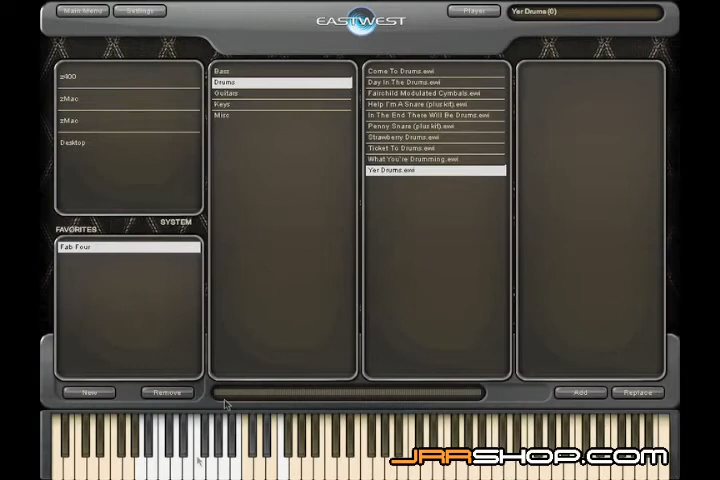 Main Menu
Settings
EASTWEST
Player
Yer Drums (0)
z400
zMac
zMac
Desktop
SYSTEM
FAVORITES
Fab Four
Bass
Drums
Guitars
Keys
Misc
Come To Drums.ewi
Day In The Drums.ewi
Fairchild Modulated Cymbals.ewi
Help I'm A Snare (plus kit).ewi
In The End There Will Be Drums.ewi
Penny Snare (plus kit).ewi
Strawberry Drums.ewi
Ticket To Drums.ewi
What You're Drumming.ewi
Yer Drums.ewi
New
Remove
Add
Replace
JRRSHOP.COM